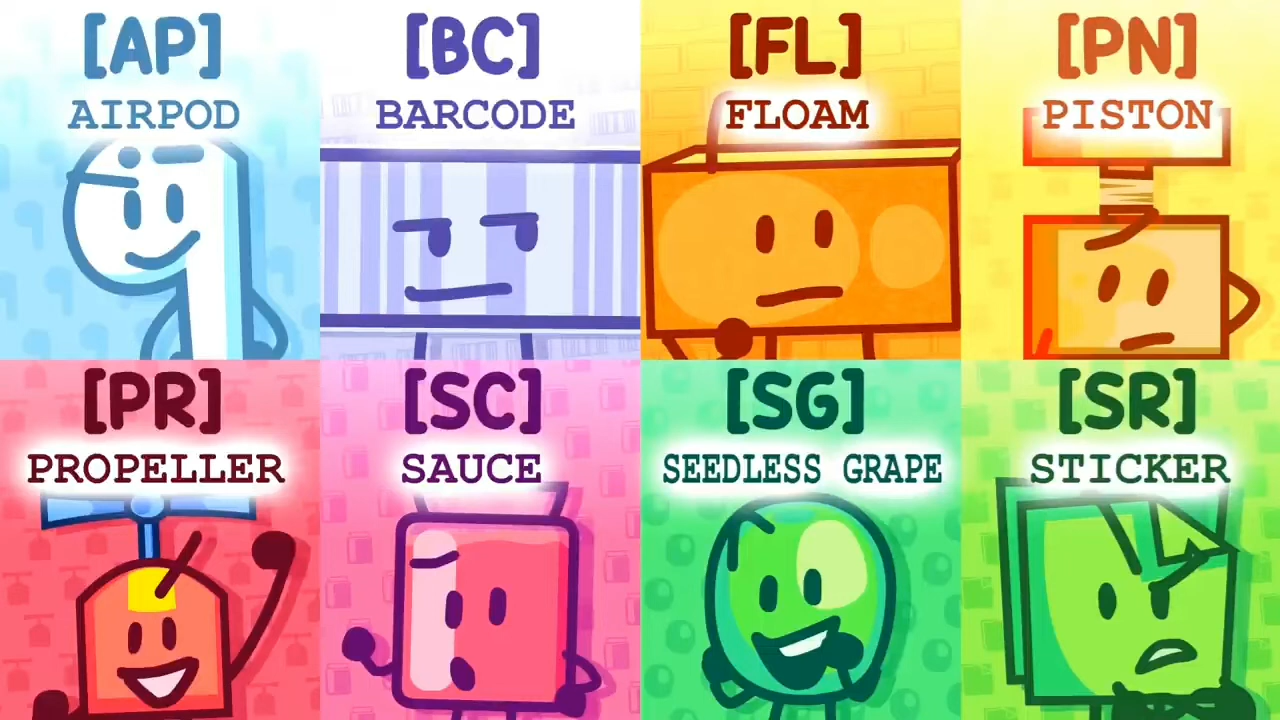 [AP]
AIRPOD
[BC]
BARCODE
[FL]
FLOAM
[PN]
PISTON
[PR]
PROPELLER
[SC]
SAUCE
[SG]
SEEDLESS GRAPE
[SR]
STICKER